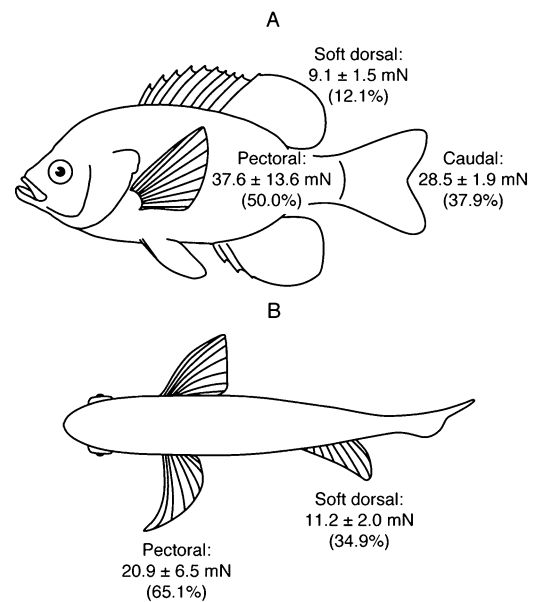 A
Soft dorsal:
9.1 ± 1.5 mN
(12.1%)
Pectoral:
37.6 ± 13.6 mN
(50.0%)
Caudal:
28.5 ± 1.9 mN
(37.9%)
B
Soft dorsal:
11.2 ± 2.0 mN
(34.9%)
Pectoral:
20.9 ± 6.5 mN
(65.1%)